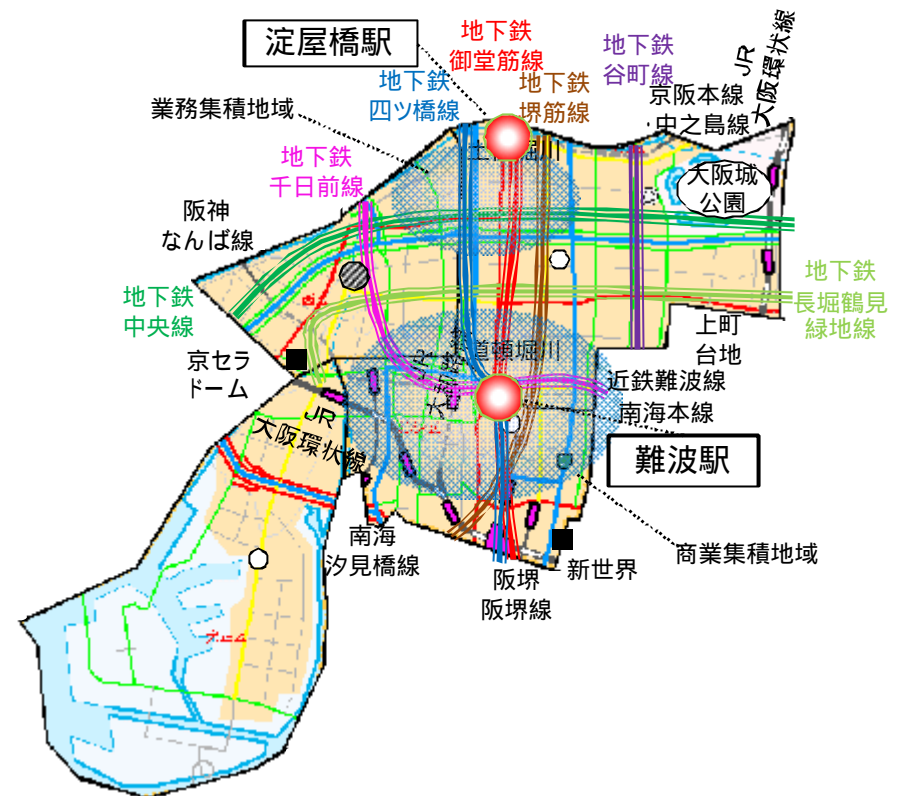 淀屋橋駅
地下鉄
御堂筋線
地下鉄
谷町線
JR
大阪環状線
地下鉄
四ツ橋線
地下鉄
堺筋線
業務集積地域
京阪本線
中之島線
土佐堀川
地下鉄
千日前線
大阪城
公園
阪神
なんば線
地下鉄
中央線
地下鉄
長堀鶴見
緑地線
上町
台地
道頓堀川
京セラ
ドーム
近鉄難波線
南海本線
JR
大阪環状線
難波駅
南海
汐見橋線
商業集積地域
新世界
阪堺
阪堺線